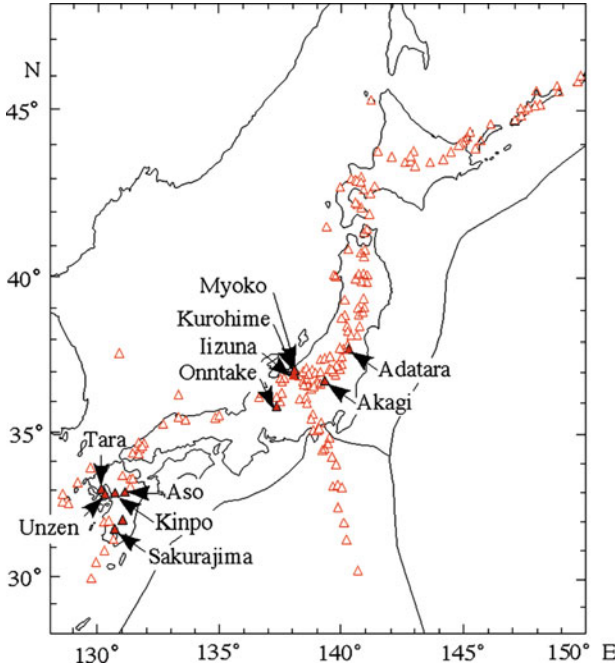 N
45°
40°
35°
30°
Myoko
Kurohime
Iizuna
Onntake
Adatara
Akagi
Tara
Aso
Unzen
Kinpo
Sakurajima
130° 135° 140° 145° 150° E